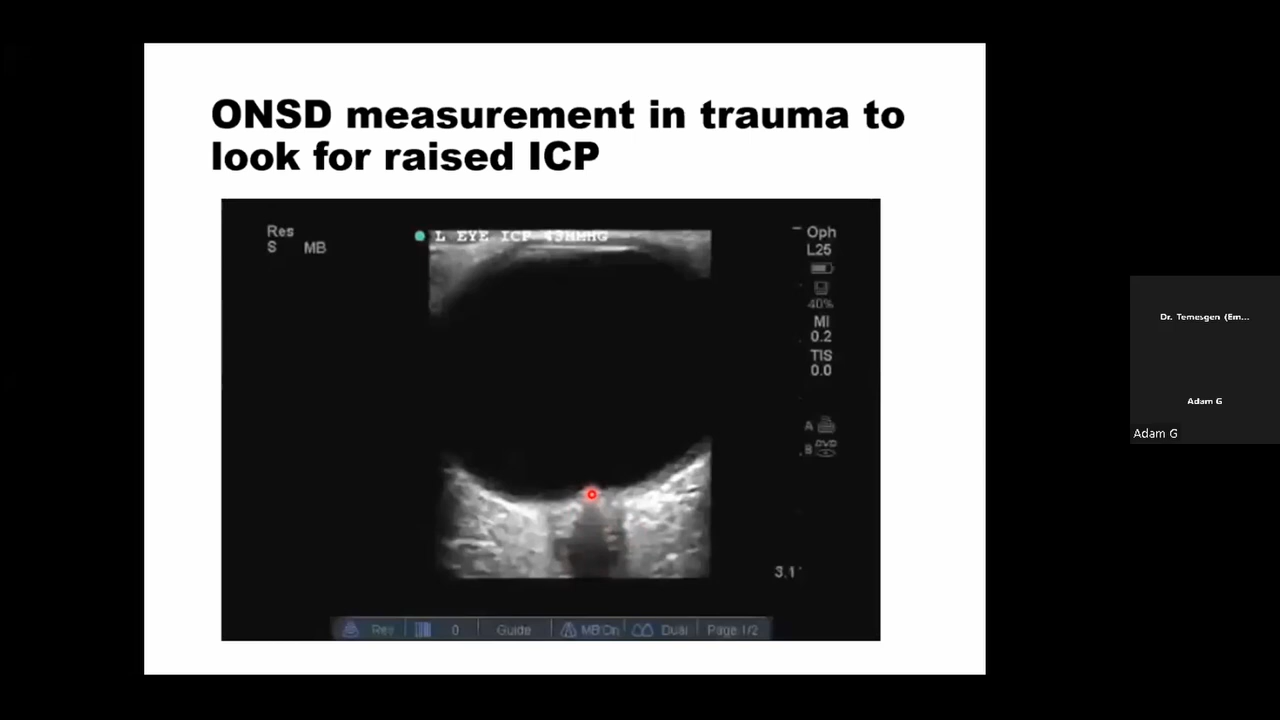 ONSD measurement in trauma to
look for raised ICP
Res
S MB
L EYE ICP 43MMHG
Oph
L25
40%
MI
0.2
TIS
0.0
A
B DVD
3.1
Res 0 Guide MB On Dual Page 1/2
Dr. Temesgen (Em...
Adam G
Adam G